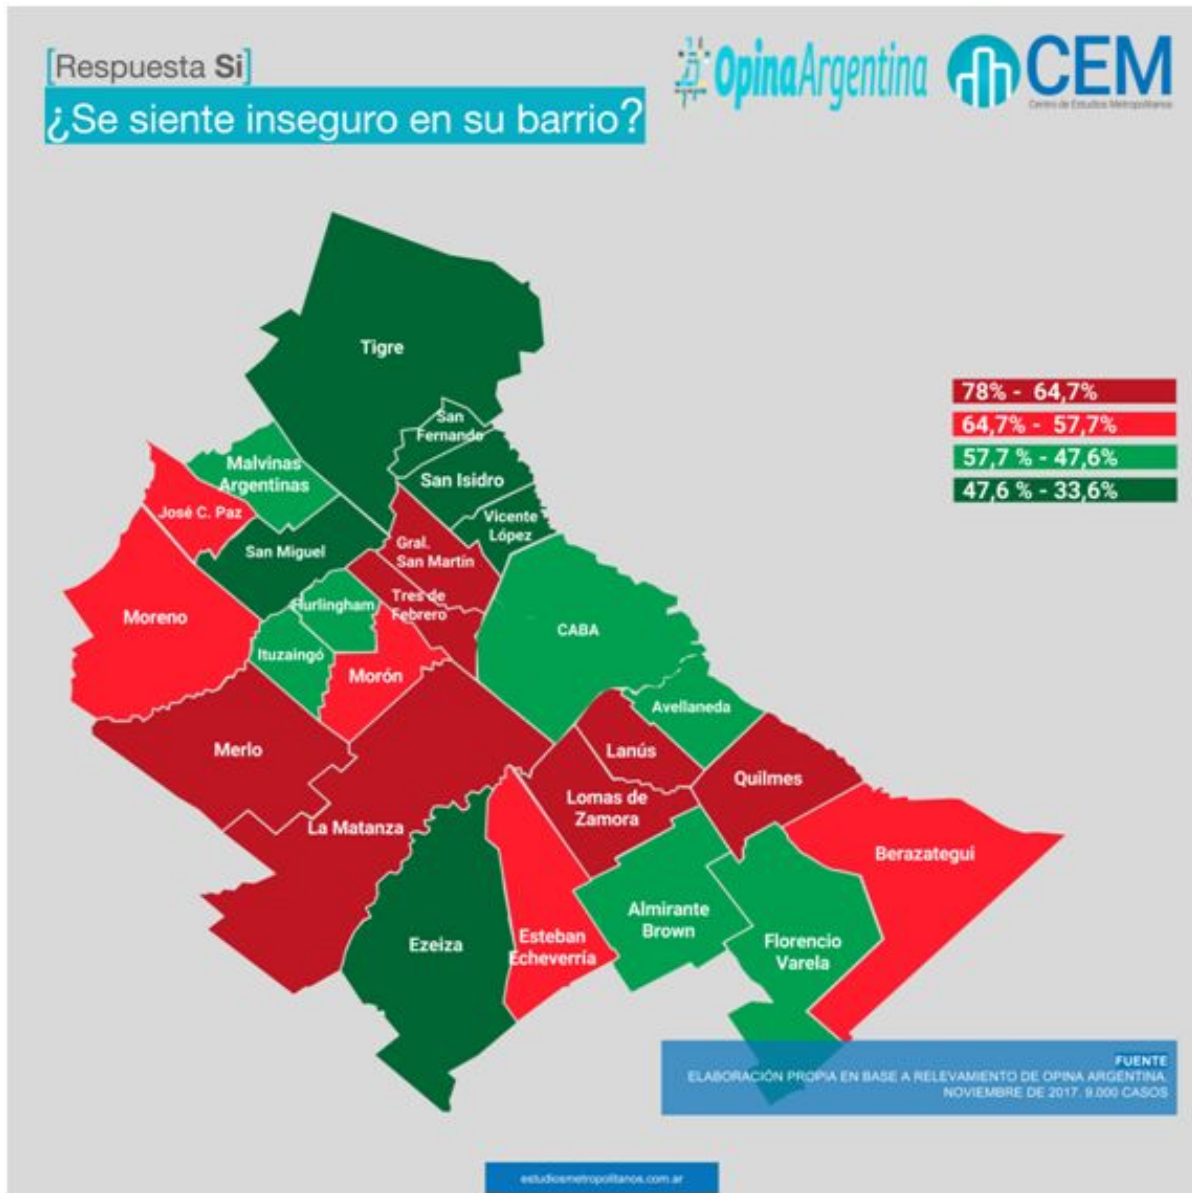 [Respuesta Si]
¿Se siente inseguro en su barrio?
OpinaArgentina
CEM
Centro de Estudios Metropolitanos
Tigre
San
Fernando
San Isidro
Vicente
López
Malvinas
Argentinas
José C. Paz
San Miguel
Gral.
San Martín
Tres de
Febrero
Hurlingham
Moreno
Ituzaingó
Morón
CABA
Avellaneda
Merlo
Lanús
Quilmes
Lomas de
Zamora
La Matanza
Berazategui
Almirante
Brown
Ezeiza
Esteban
Echeverría
Florencio
Varela
78% - 64,7%
64,7% - 57,7%
57,7 % - 47,6%
47,6 % - 33,6%
FUENTE
ELABORACIÓN PROPIA EN BASE A RELEVAMIENTO DE OPINA ARGENTINA.
NOVIEMBRE DE 2017. 9.000 CASOS
estudiosmetropolitanos.com.ar